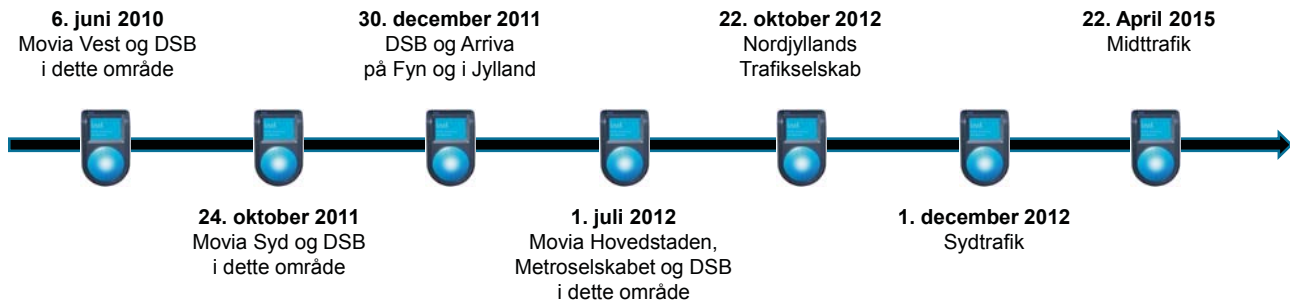 6. juni 2010
Movia Vest og DSB
i dette område
30. december 2011
DSB og Arriva
på Fyn og i Jylland
22. oktober 2012
Nordjyllands
Trafikselskab
22. April 2015
Midttrafik
24. oktober 2011
Movia Syd og DSB
i dette område
1. juli 2012
Movia Hovedstaden,
Metroselskabet og DSB
i dette område
1. december 2012
Sydtrafik